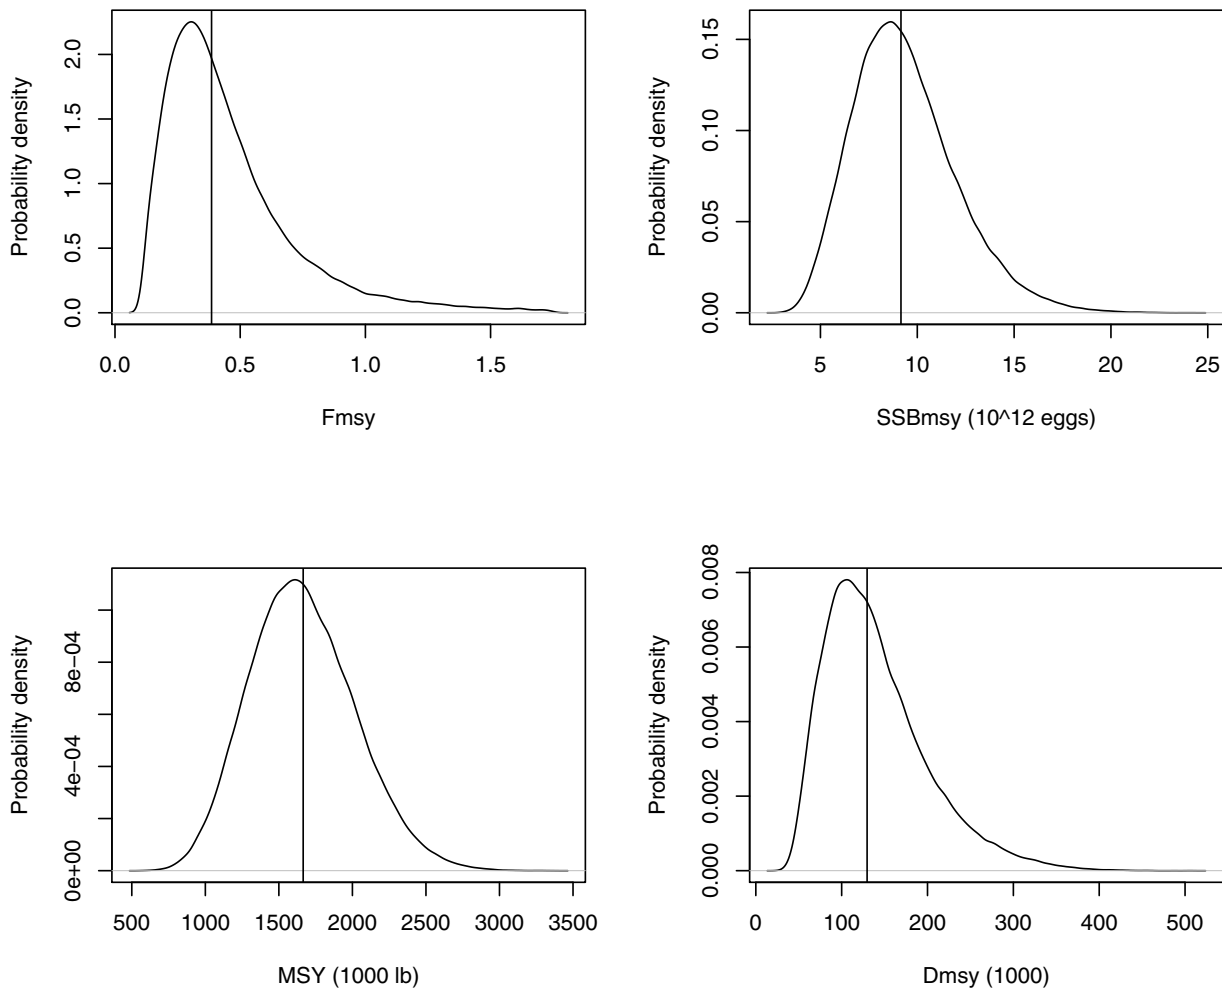 Probability density
0.0 0.5 1.0 1.5 2.0
0.0 0.5 1.0 1.5
Fmsy
Probability density
0.00 0.05 0.10 0.15
5 10 15 20 25
SSBmsy (10^12 eggs)
Probability density
0e+00 4e−04 8e−04
500 1000 1500 2000 2500 3000 3500
MSY (1000 lb)
Probability density
0.000 0.002 0.004 0.006 0.008
0 100 200 300 400 500
Dmsy (1000)